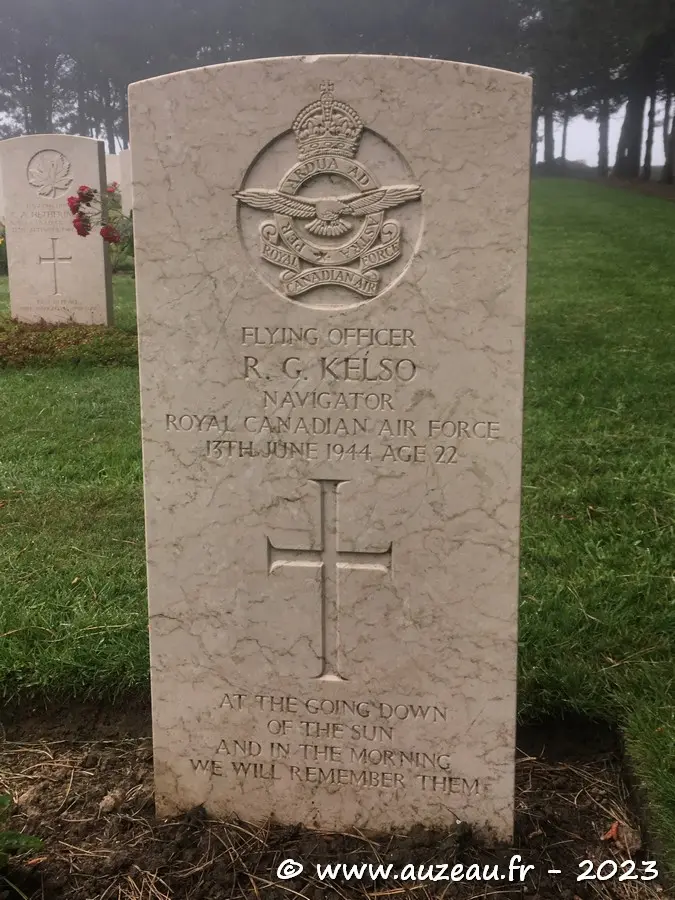 ARDUA AD
PER ASTRA
ROYAL FORCE
CANADIAN AIR
FLYING OFFICER
R. G. KELSO
NAVIGATOR
ROYAL CANADIAN AIR FORCE
13TH JUNE 1944 AGE 22
AT THE GOING DOWN
OF THE SUN
AND IN THE MORNING
WE WILL REMEMBER THEM
© www.auzeau.fr - 2023